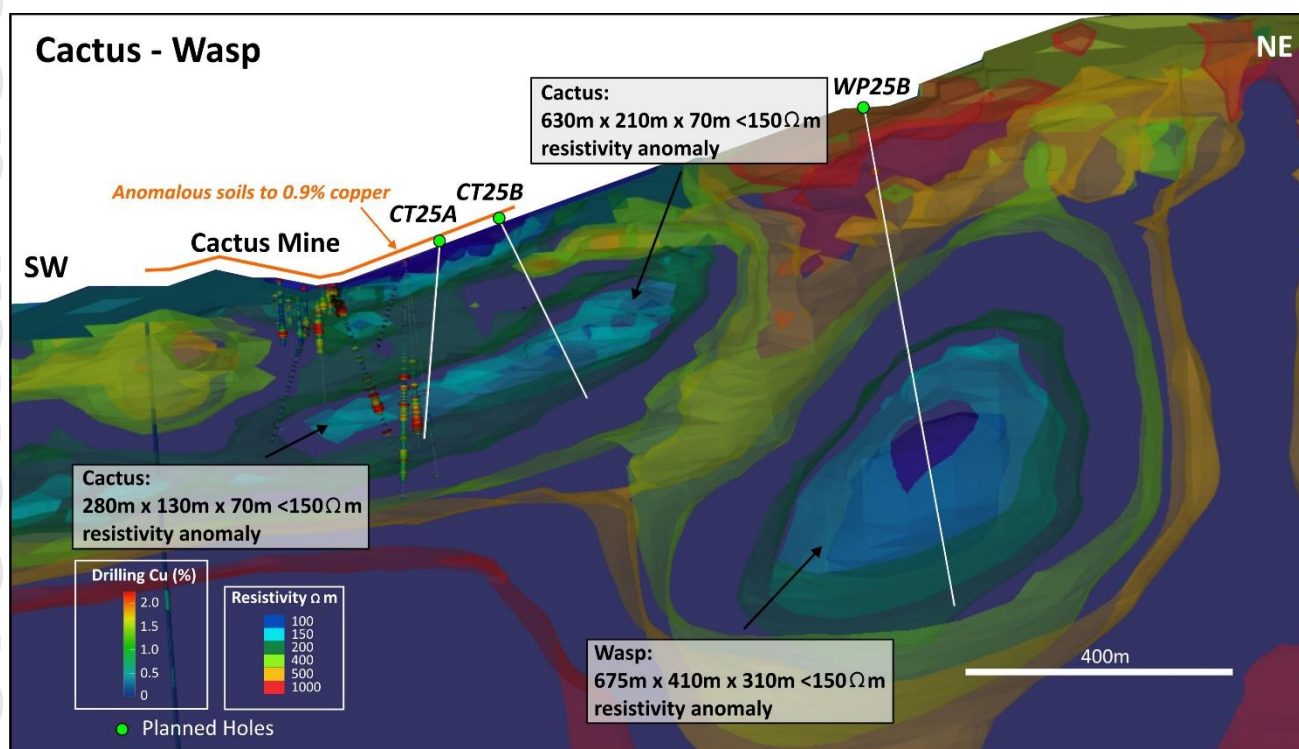 Cactus - Wasp
NE
Cactus:
630m x 210m x 70m <150Ωm
resistivity anomaly
WP25B
Anomalous soils to 0.9% copper
CT25A
CT25B
Cactus Mine
SW
Cactus:
280m x 130m x 70m <150Ωm
resistivity anomaly
Drilling Cu (%)
2.0
1.5
1.0
0.5
0
Resistivity Ω m
100
150
200
400
500
1000
Planned Holes
Wasp:
675m x 410m x 310m <150Ωm
resistivity anomaly
400m